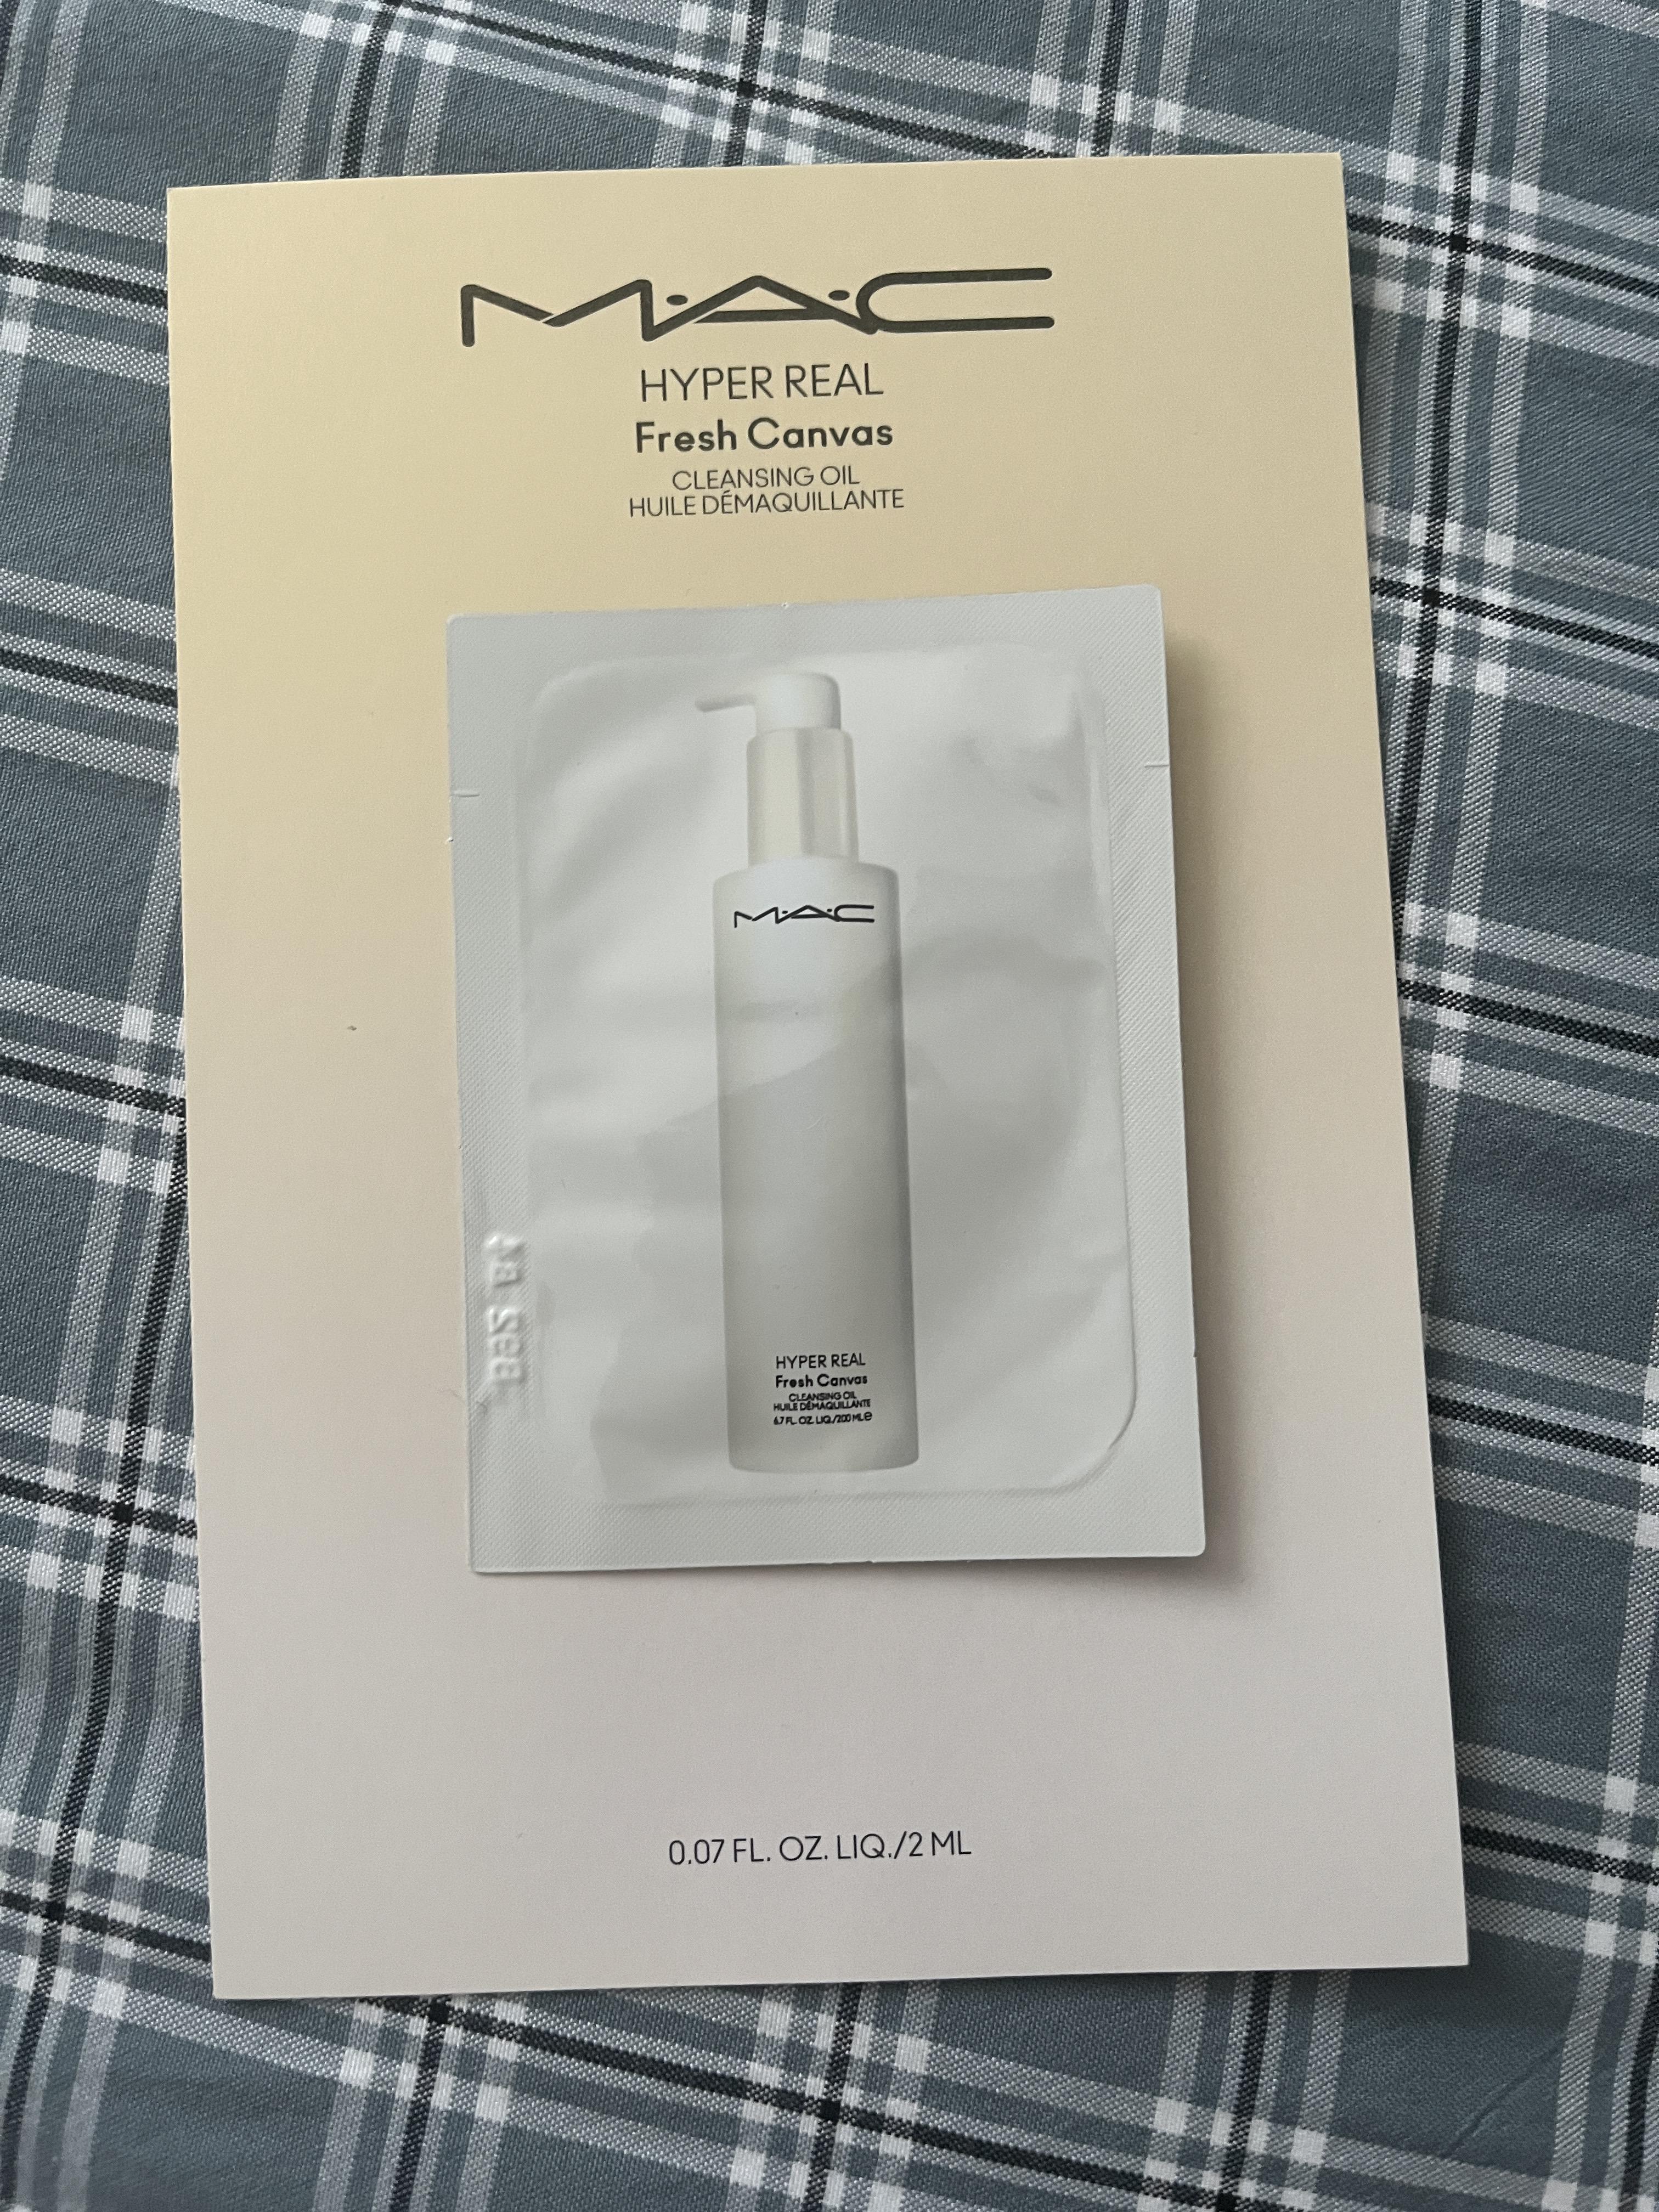 M·A·C
HYPER REAL
Fresh Canvas
CLEANSING OIL
HUILE DÉMAQUILLANTE
M·A·C
HYPER REAL
Fresh Canvas
CLEANSING OIL
HUILE DÉMAQUILLANTE
6.7 FL. OZ. LIQ./200 ML℮
0.07 FL. OZ. LIQ./2 ML